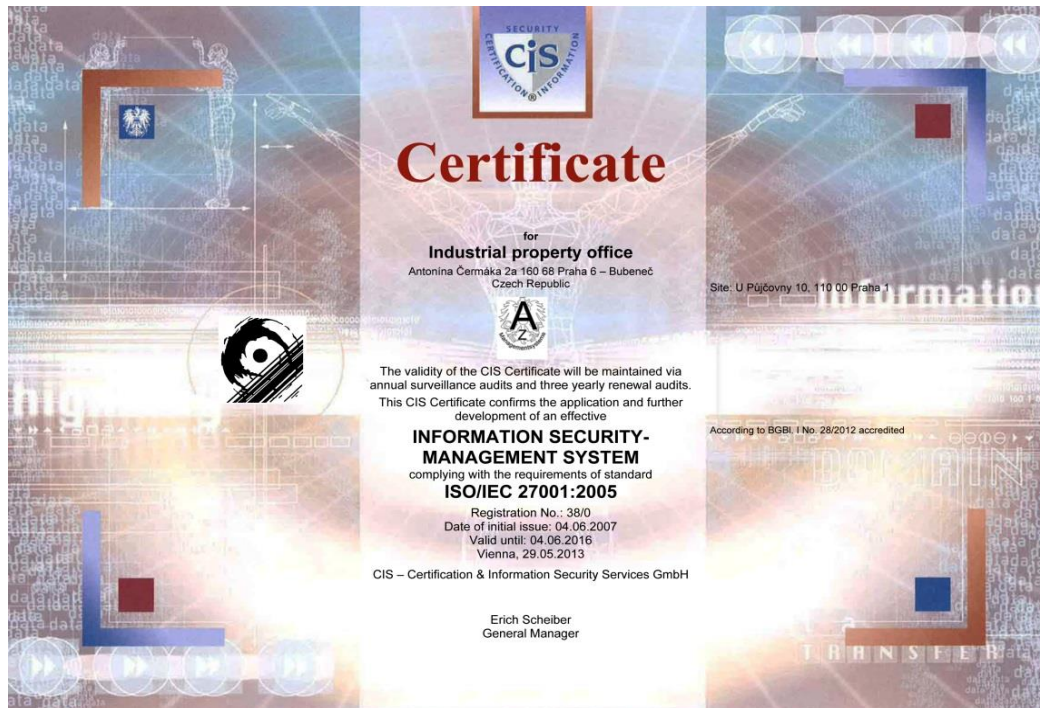 SECURITY
CERTIFICATION ® INFORMATION
CiS
Certificate
for
Industrial property office
Antonína Čermáka 2a 160 68 Praha 6 – Bubeneč
Czech Republic
Site: U Půjčovny 10, 110 00 Praha 1
A
Z
Managementsysteme
The validity of the CIS Certificate will be maintained via
annual surveillance audits and three yearly renewal audits.
This CIS Certificate confirms the application and further
development of an effective
According to BGBl. I No. 28/2012 accredited
INFORMATION SECURITY-
MANAGEMENT SYSTEM
complying with the requirements of standard
ISO/IEC 27001:2005
Registration No.: 38/0
Date of initial issue: 04.06.2007
Valid until: 04.06.2016
Vienna, 29.05.2013
CIS – Certification & Information Security Services GmbH
Erich Scheiber
General Manager
information
DOMAIN
TRANSFER
data